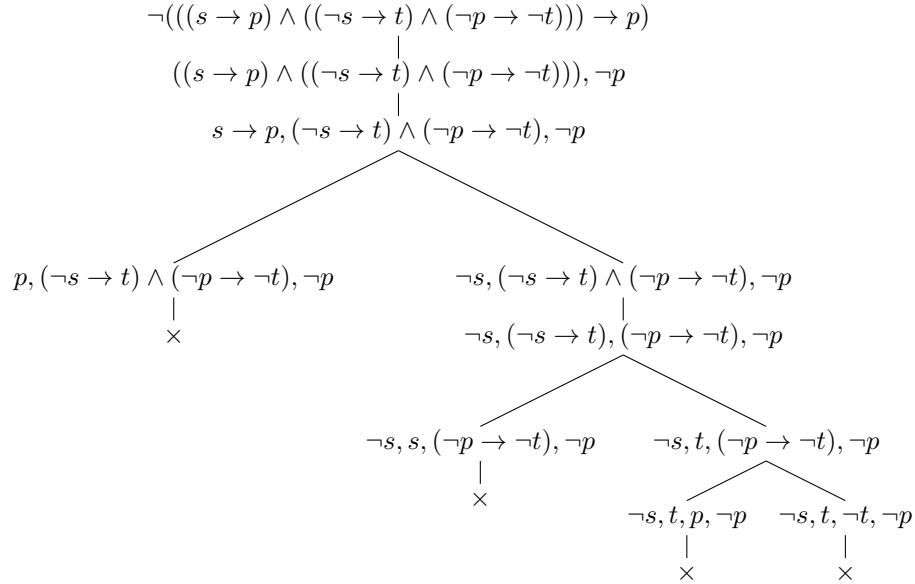 ¬(((s → p) ∧ ((¬s → t) ∧ (¬p → ¬t))) → p)
((s → p) ∧ ((¬s → t) ∧ (¬p → ¬t))), ¬p
s → p, (¬s → t) ∧ (¬p → ¬t), ¬p
p, (¬s → t) ∧ (¬p → ¬t), ¬p
¬s, (¬s → t) ∧ (¬p → ¬t), ¬p
×
¬s, (¬s → t), (¬p → ¬t), ¬p
¬s, s, (¬p → ¬t), ¬p
¬s, t, (¬p → ¬t), ¬p
×
¬s, t, p, ¬p
¬s, t, ¬t, ¬p
×
×